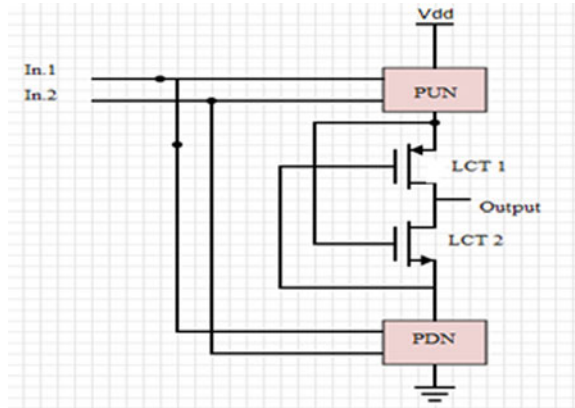 Vdd
In.1
In.2
PUN
LCT 1
Output
LCT 2
PDN